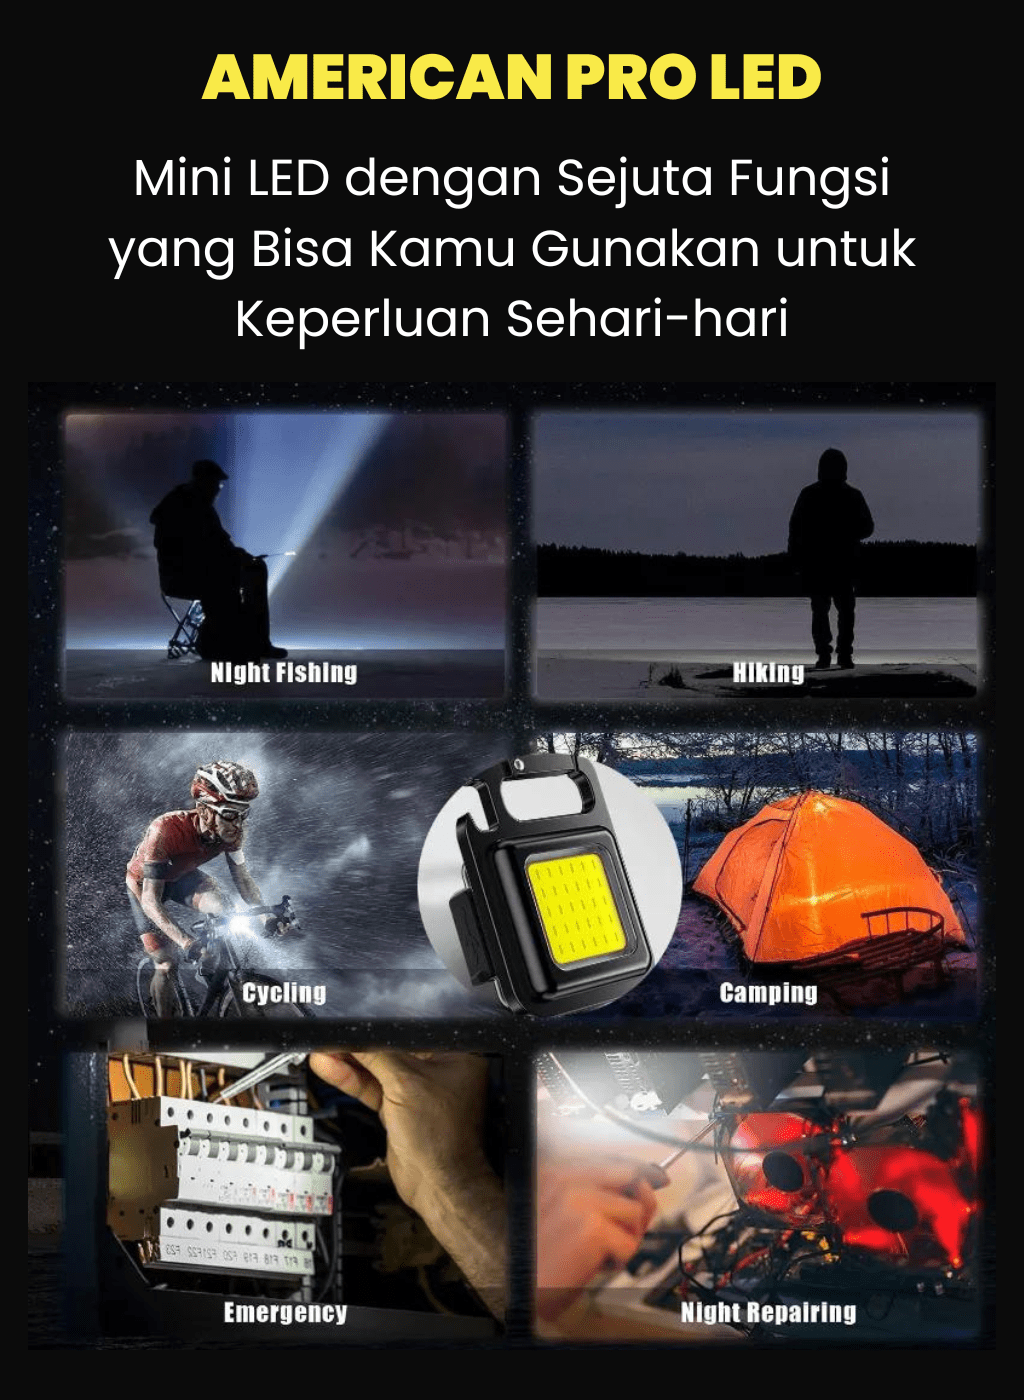 AMERICAN PRO LED
Mini LED dengan Sejuta Fungsi
yang Bisa Kamu Gunakan untuk
Keperluan Sehari-hari
Night Fishing
Hiking
Cycling
Camping
Emergency
Night Repairing